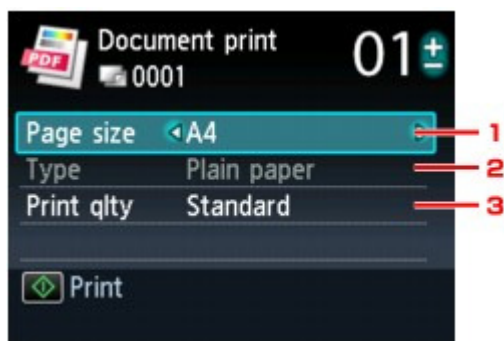 Document print
PDF
0001
01
Page size A4 1
Type Plain paper 2
Print qlty Standard 3
Print